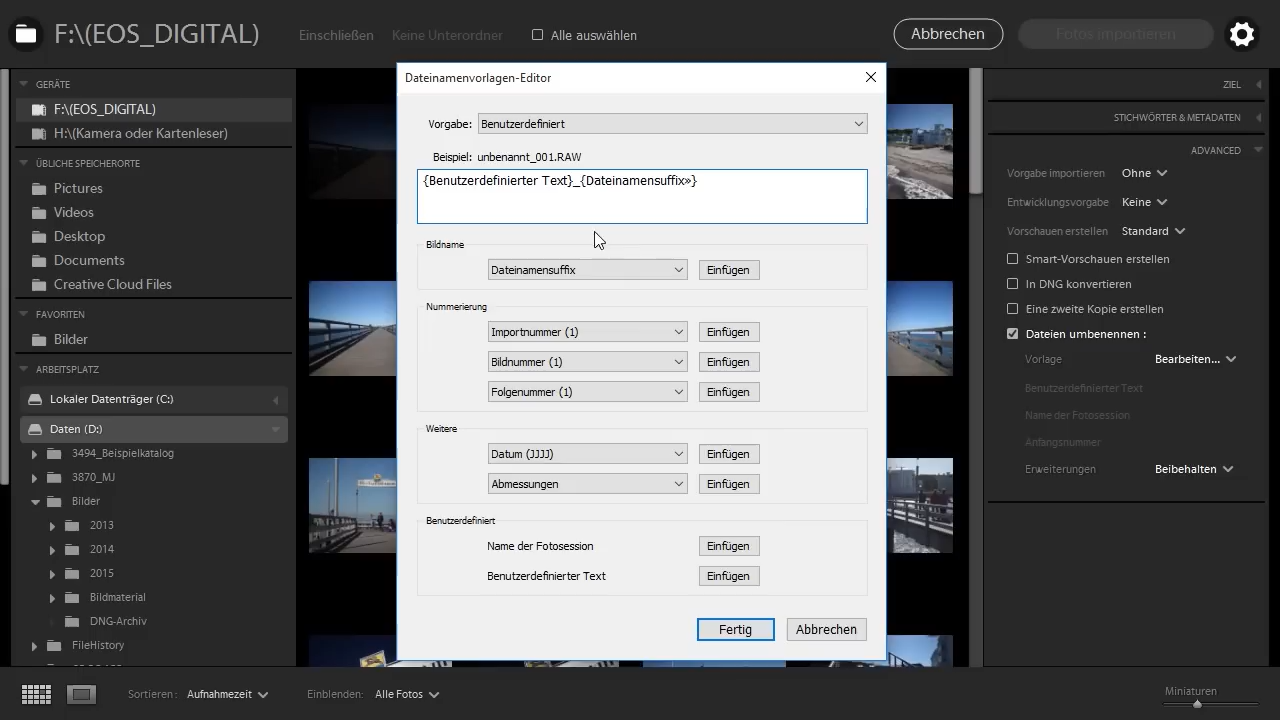 F:\(EOS_DIGITAL)
Einschließen
Keine Unterordner
Alle auswählen
Abbrechen
Fotos importieren
GERÄTE
F:\(EOS_DIGITAL)
H:\(Kamera oder Kartenleser)
ÜBLICHE SPEICHERORTE
Pictures
Videos
Desktop
Documents
Creative Cloud Files
FAVORITEN
Bilder
ARBEITSPLATZ
Lokaler Datenträger (C:)
Daten (D:)
3494_Beispielkatalog
3870_MJ
Bilder
2013
2014
2015
Bildmaterial
DNG-Archiv
FileHistory
Dateinamenvorlagen-Editor
Vorgabe: Benutzerdefiniert
Beispiel: unbenannt_001.RAW
{Benutzerdefinierter Text}_{Dateinamensuffix»}
Bildname
Dateinamensuffix Einfügen
Nummerierung
Importnummer (1) Einfügen
Bildnummer (1) Einfügen
Folgenummer (1) Einfügen
Weitere
Datum (JJJJ) Einfügen
Abmessungen Einfügen
Benutzerdefiniert
Name der Fotosession Einfügen
Benutzerdefinierter Text Einfügen
Fertig Abbrechen
ZIEL
STICHWÖRTER & METADATEN
ADVANCED
Vorgabe importieren Ohne
Entwicklungsvorgabe Keine
Vorschauen erstellen Standard
Smart-Vorschauen erstellen
In DNG konvertieren
Eine zweite Kopie erstellen
Dateien umbenennen :
Vorlage Bearbeiten...
Benutzerdefinierter Text
Name der Fotosession
Anfangsnummer
Erweiterungen Beibehalten
Sortieren: Aufnahmezeit
Einblenden: Alle Fotos
Miniaturen